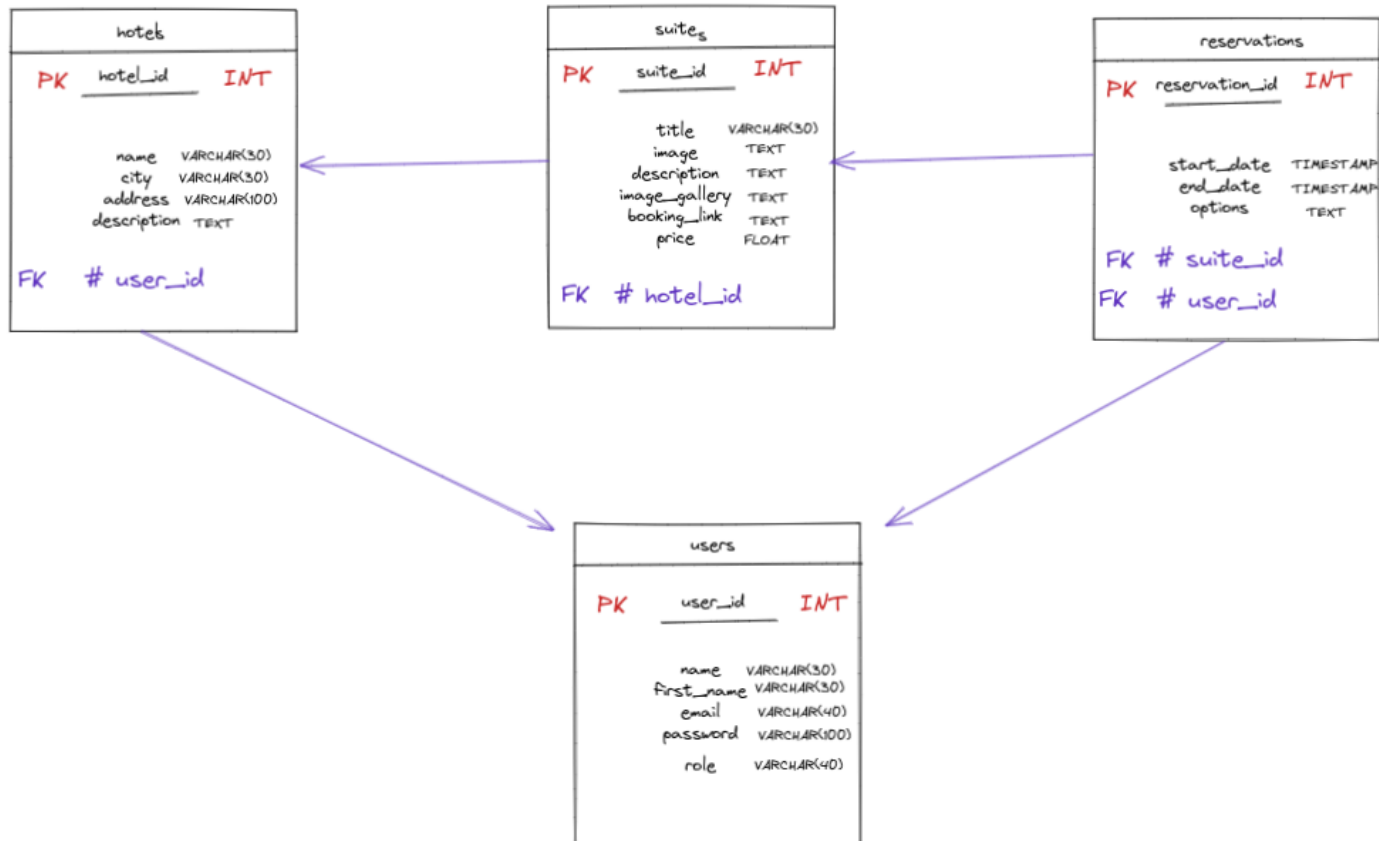 hotels
PK hotel_id INT
name VARCHAR(30)
city VARCHAR(30)
address VARCHAR(100)
description TEXT
FK # user_id
suites
PK suite_id INT
title VARCHAR(30)
image TEXT
description TEXT
image_gallery TEXT
booking_link TEXT
price FLOAT
FK # hotel_id
reservations
PK reservation_id INT
start_date TIMESTAMP
end_date TIMESTAMP
options TEXT
FK # suite_id
FK # user_id
users
PK user_id INT
name VARCHAR(30)
first_name VARCHAR(30)
email VARCHAR(40)
password VARCHAR(100)
role VARCHAR(40)